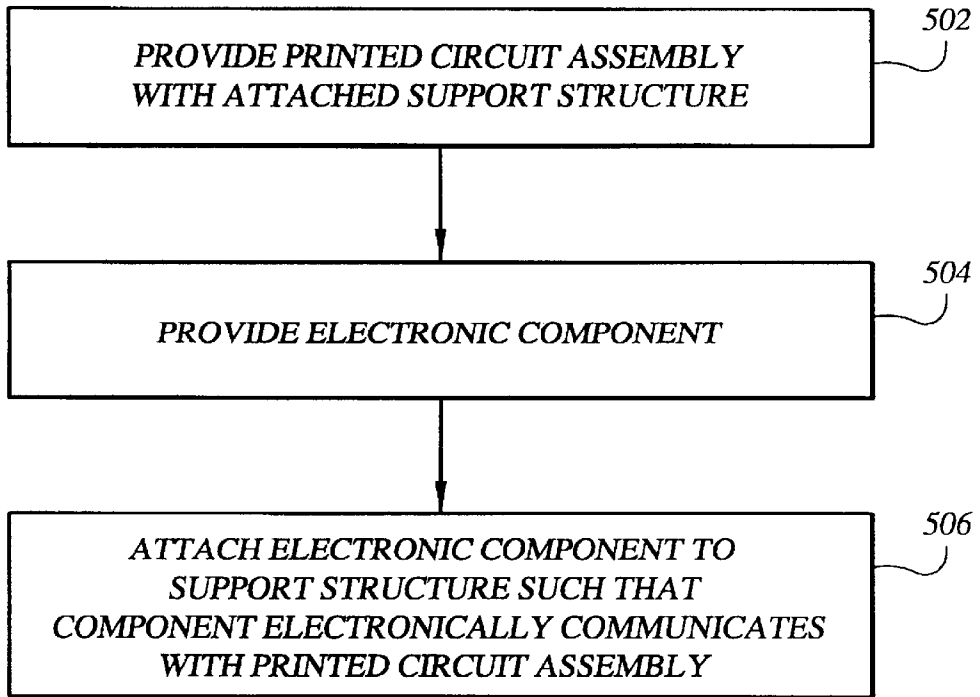 502
PROVIDE PRINTED CIRCUIT ASSEMBLY
WITH ATTACHED SUPPORT STRUCTURE
504
PROVIDE ELECTRONIC COMPONENT
506
ATTACH ELECTRONIC COMPONENT TO
SUPPORT STRUCTURE SUCH THAT
COMPONENT ELECTRONICALLY COMMUNICATES
WITH PRINTED CIRCUIT ASSEMBLY